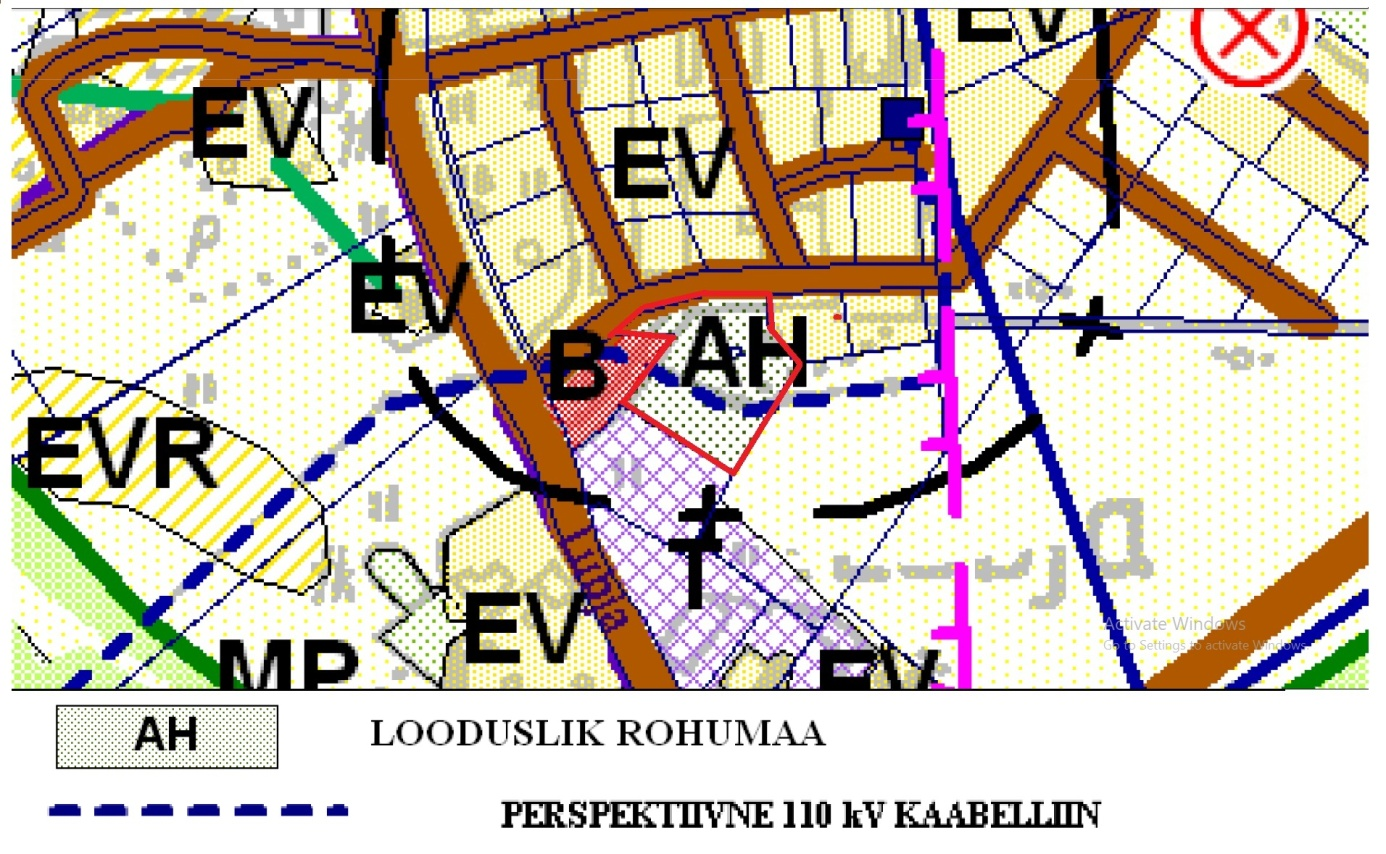 EV
EV
EV
EV
B
AH
EVR
T
Lubja
EV
MP
EV
Activate Windows
Go to Settings to activate Windows.
AH
LOODUSLIK ROHUMAA
PERSPEKTIIVNE 110 kV KAABELLIIN